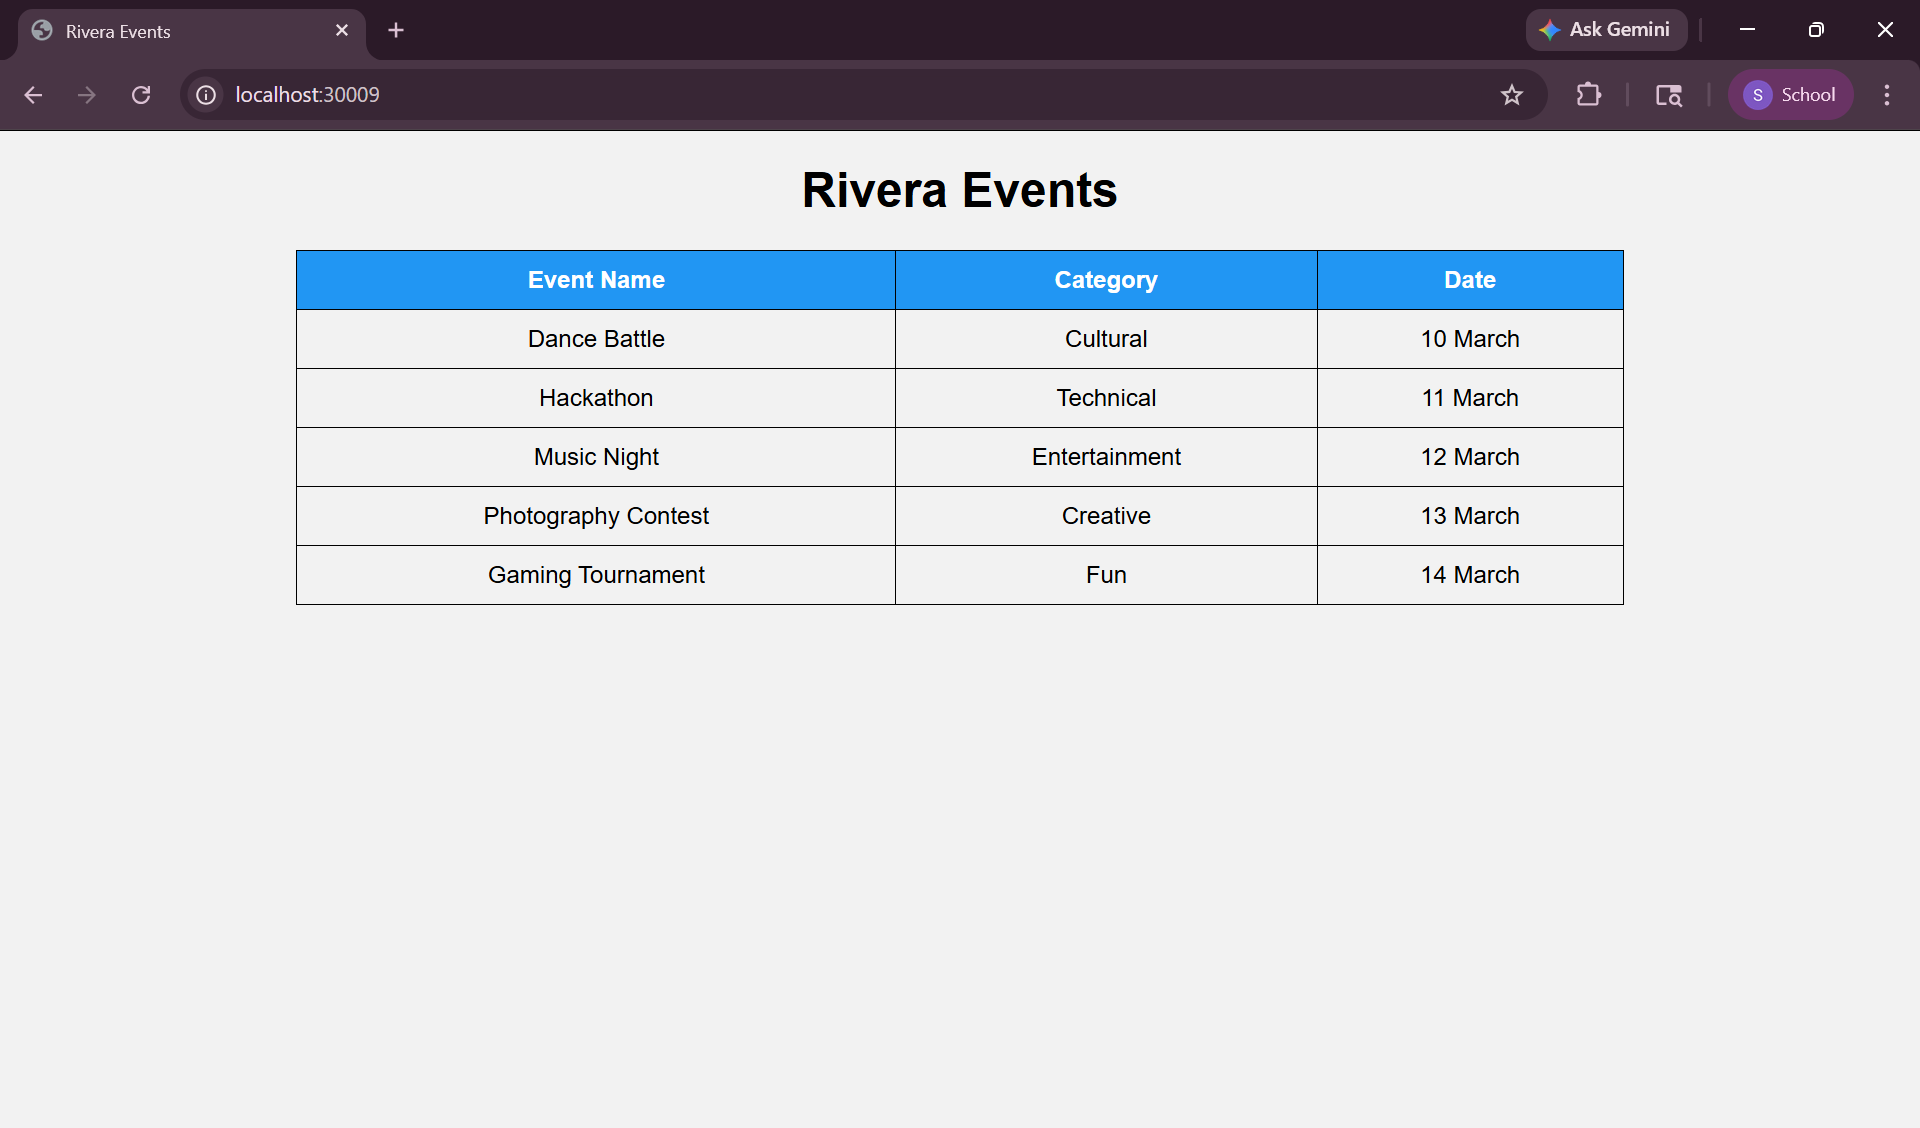 Rivera Events
Ask Gemini
localhost:30009
S School
Rivera Events
Event Name Category Date
Dance Battle Cultural 10 March
Hackathon Technical 11 March
Music Night Entertainment 12 March
Photography Contest Creative 13 March
Gaming Tournament Fun 14 March